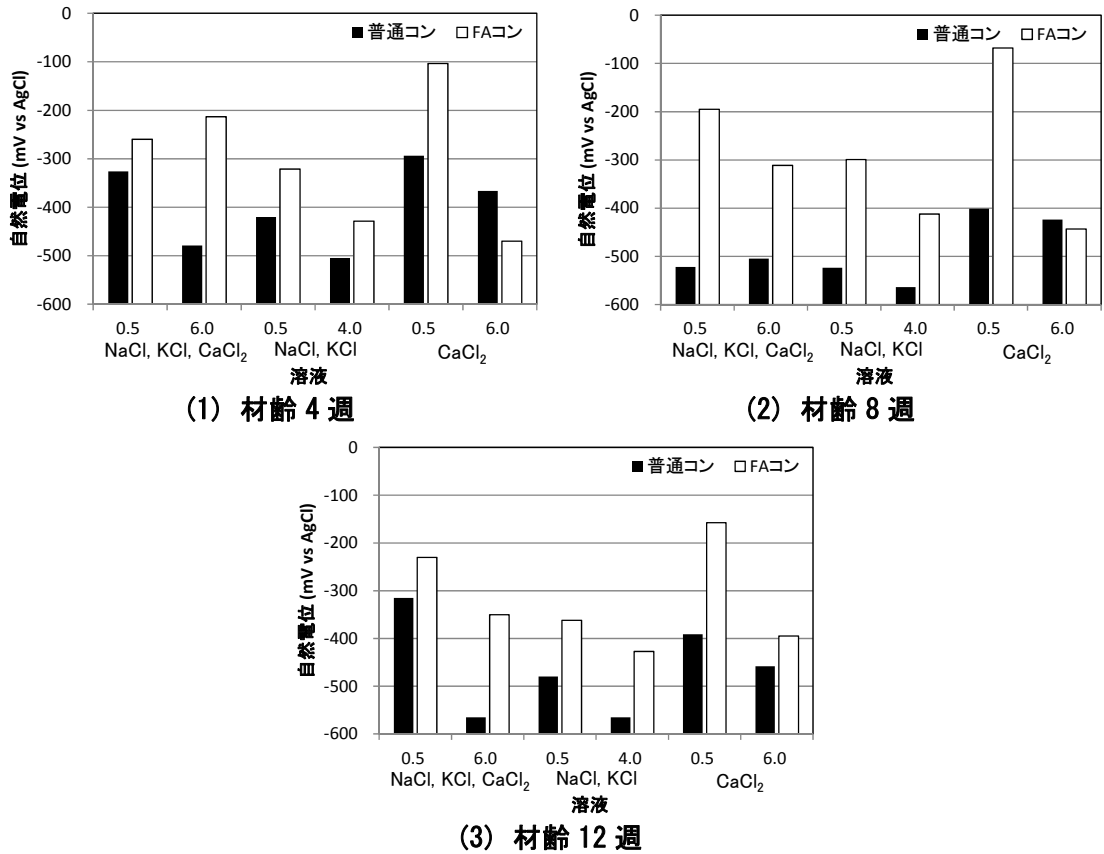 0
-100
-200
-300
-400
-500
-600
自然電位 (mV vs AgCl)
■普通コン □FAコン
0.5 6.0 0.5 4.0 0.5 6.0
NaCl, KCl, CaCl₂ NaCl, KCl CaCl₂
溶液
(1) 材齢 4 週
0
-100
-200
-300
-400
-500
-600
自然電位 (mV vs AgCl)
■普通コン □FAコン
0.5 6.0 0.5 4.0 0.5 6.0
NaCl, KCl, CaCl₂ NaCl, KCl CaCl₂
溶液
(2) 材齢 8 週
0
-100
-200
-300
-400
-500
-600
自然電位 (mV vs AgCl)
■普通コン □FAコン
0.5 6.0 0.5 4.0 0.5 6.0
NaCl, KCl, CaCl₂ NaCl, KCl CaCl₂
溶液
(3) 材齢 12 週